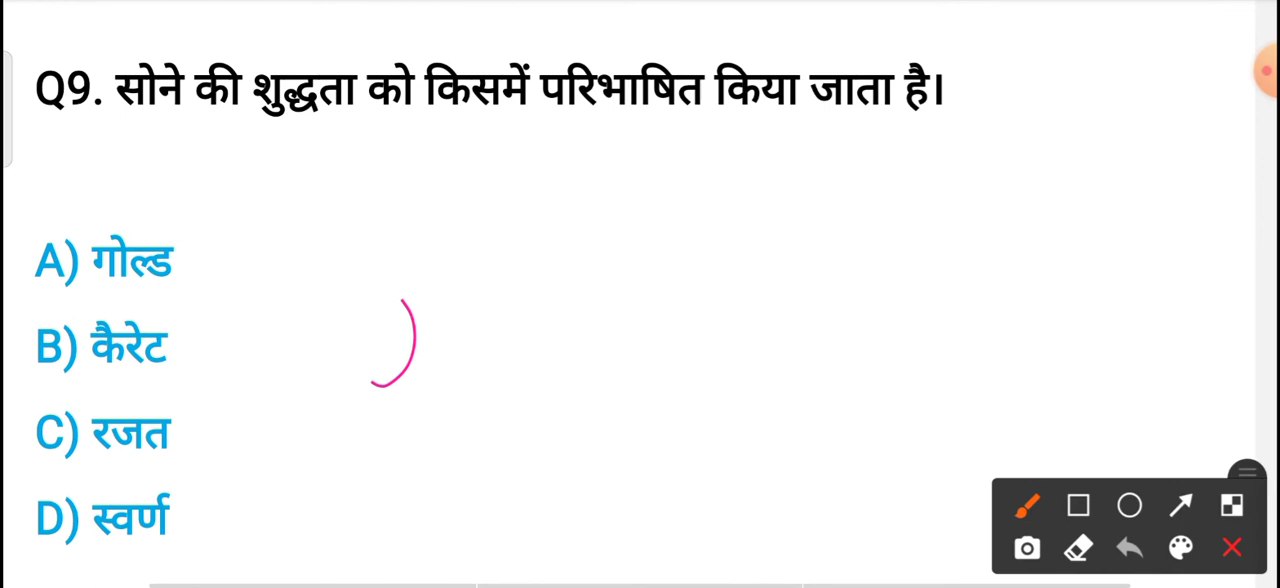 Q9. सोने की शुद्धता को किसमें परिभाषित किया जाता है।
A) गोल्ड
B) कैरेट
C) रजत
D) स्वर्ण